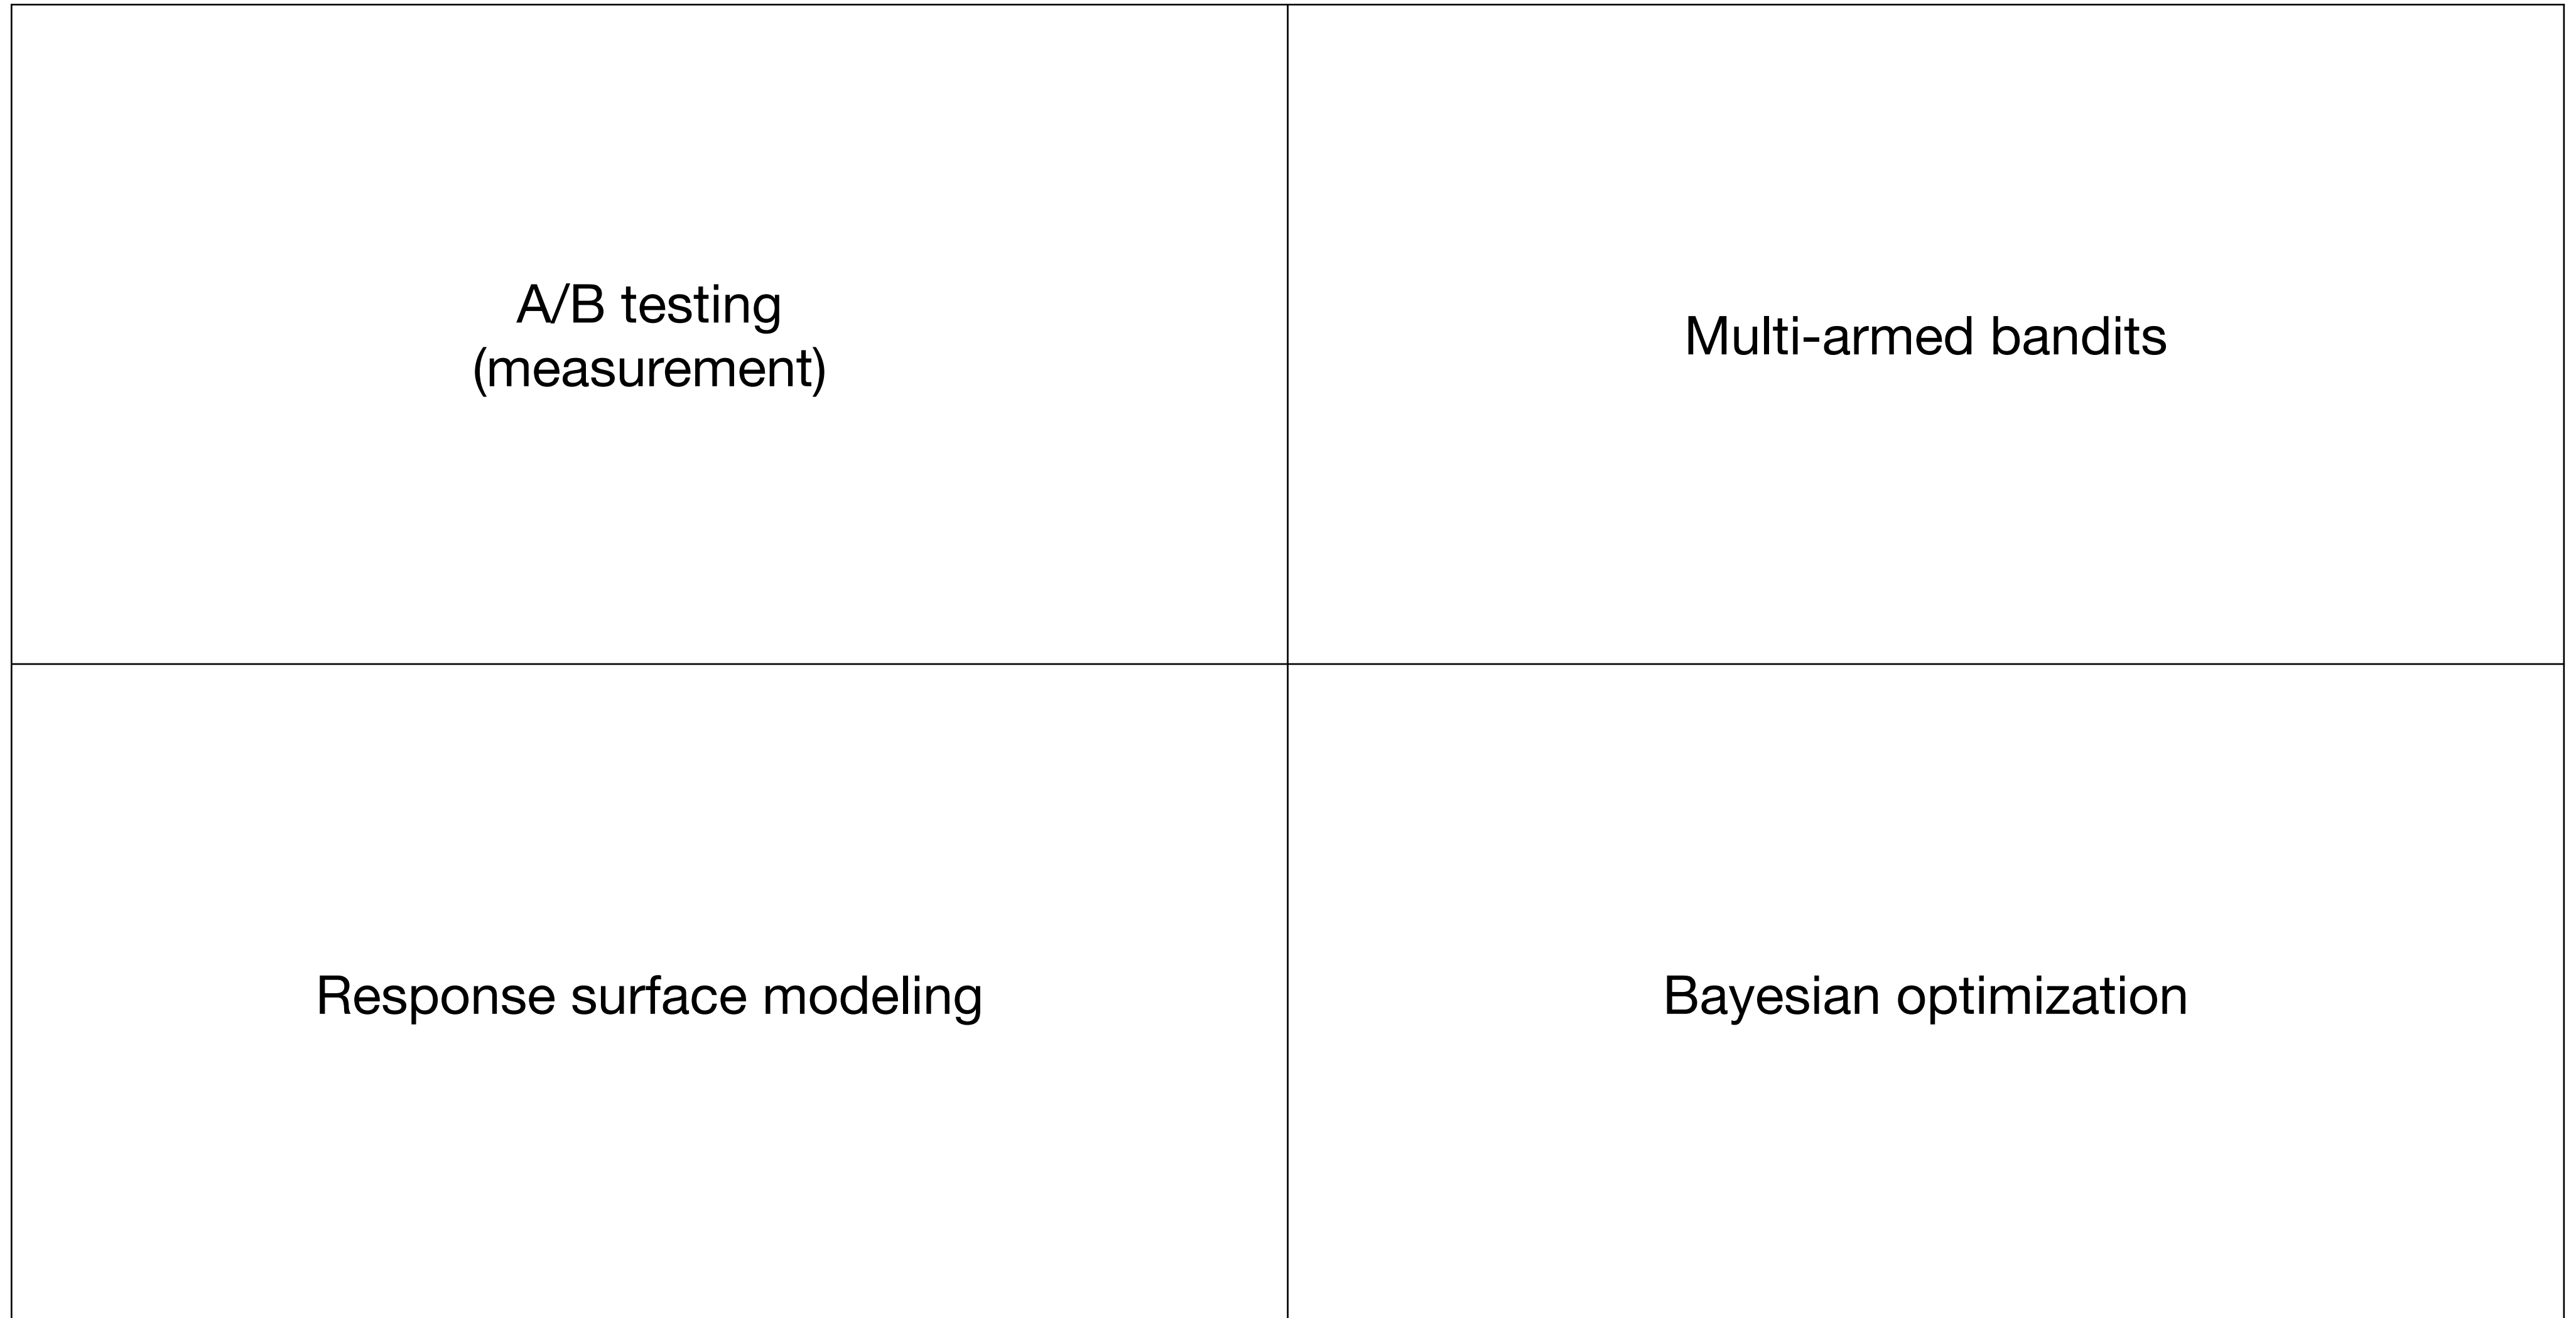 A/B testing
(measurement)
Multi-armed bandits
Response surface modeling
Bayesian optimization